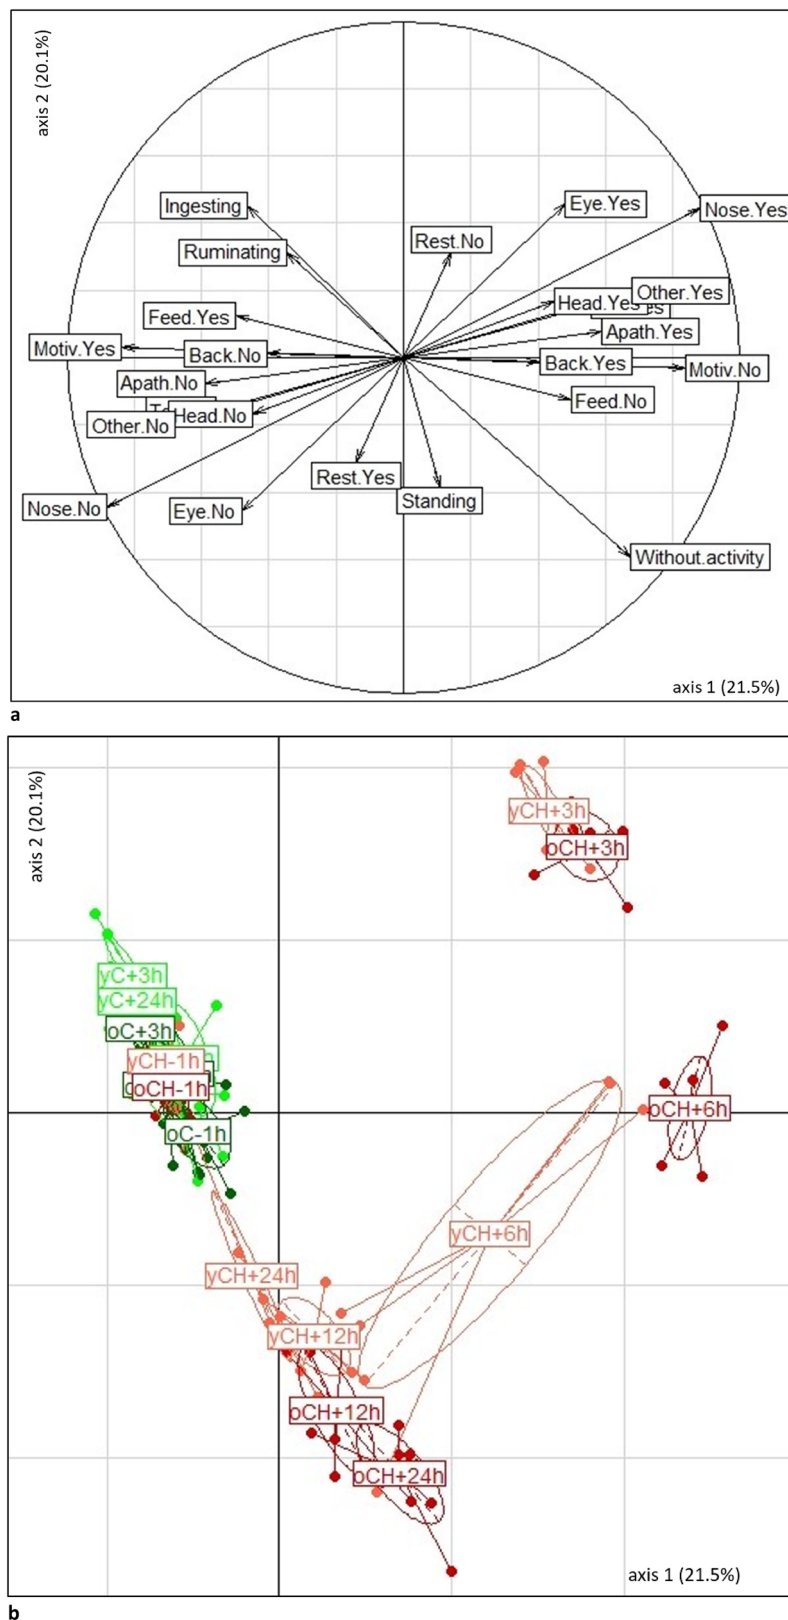 axis 2 (20.1%)
Ingesting
Eye.Yes
Nose.Yes
Rest.No
Ruminating
Other.Yes
Head.Yes
Feed.Yes
Apath.Yes
Motiv.Yes
Back.No
Back.Yes
Motiv.No
Apath.No
Feed.No
Head.No
Other.No
Rest.Yes
Standing
Nose.No
Eye.No
Without.activity
axis 1 (21.5%)
a
axis 2 (20.1%)
yCH+3h
oCH+3h
yC+3h
yC+24h
oC+3h
yCH-1h
oCH-1h
oCH+6h
oC-1h
yCH+6h
yCH+24h
yCH+12h
oCH+12h
oCH+24h
axis 1 (21.5%)
b